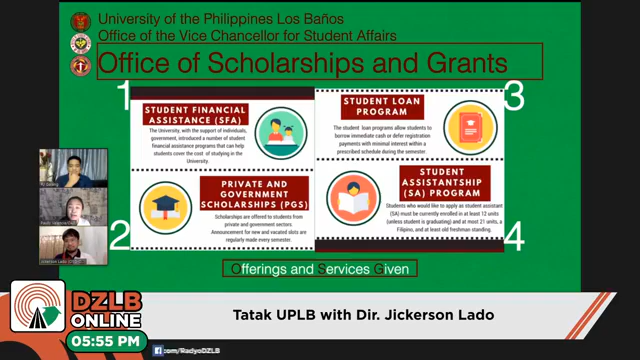 University of the Philippines Los Baños
Office of the Vice Chancellor for Student Affairs
Office of Scholarships and Grants
1
STUDENT FINANCIAL
ASSISTANCE (SFA)
The University, with the support of individuals,
government, introduced a number of student
financial assistance programs that can help
students cover the cost of studying in the
University.
2
PRIVATE AND
GOVERNMENT
SCHOLARSHIPS (PGS)
Scholarships are offered to students from
private and government sectors
Announcement for new and vacated slots are
regularly made every semester.
3
STUDENT LOAN
PROGRAM
The student loan programs allow students to
borrow immediate cash or defer registration
payments with minimal interest within a
prescribed schedule during the semester.
4
STUDENT
ASSISTANTSHIP
(SA) PROGRAM
Students who would like to apply as student assistant
(SA) must be currently enrolled in at least 12 units
(unless student is graduating) and at most 21 units, a
Filipino, and at least old freshman standing.
Offerings and Services Given
DZLB
ONLINE
05:55 PM
Tatak UPLB with Dir. Jickerson Lado
.com/RadyoDZLB